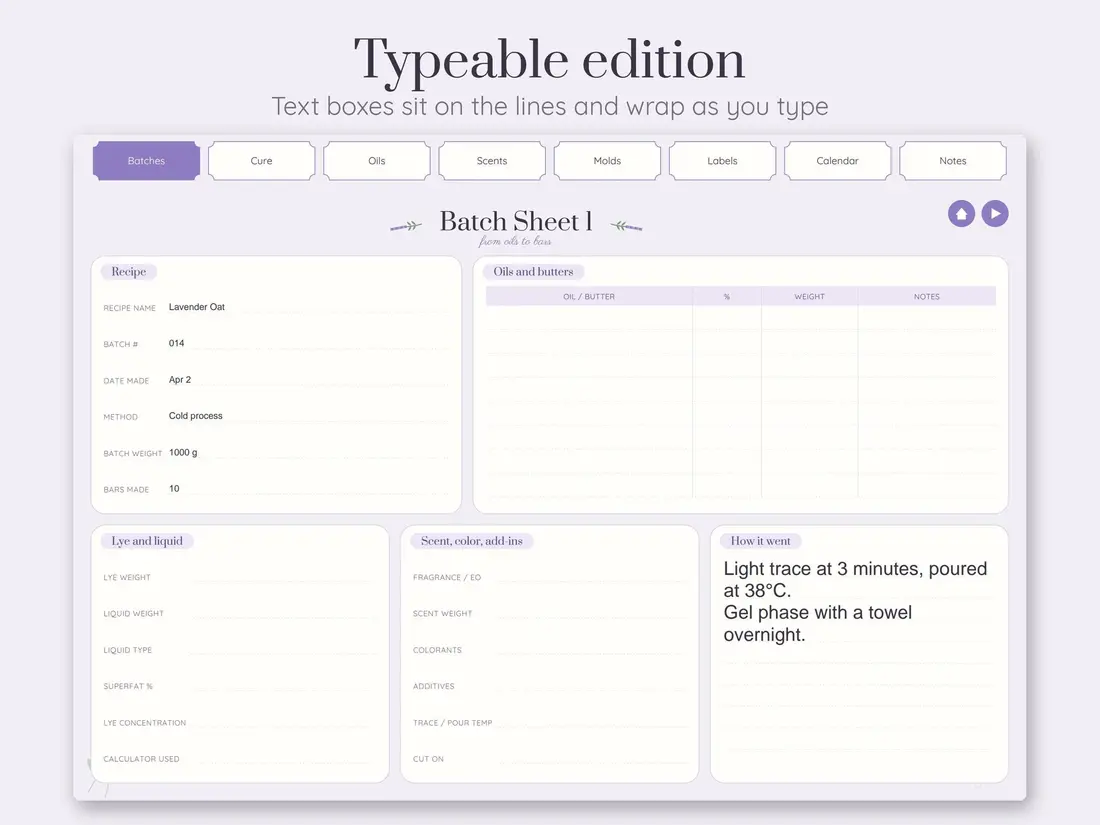 Typeable edition
Text boxes sit on the lines and wrap as you type
Batches
Cure
Oils
Scents
Molds
Labels
Calendar
Notes
Batch Sheet 1
from oils to bars
Recipe
RECIPE NAME Lavender Oat
BATCH # 014
DATE MADE Apr 2
METHOD Cold process
BATCH WEIGHT 1000 g
BARS MADE 10
Oils and butters
OIL / BUTTER % WEIGHT NOTES
Lye and liquid
LYE WEIGHT
LIQUID WEIGHT
LIQUID TYPE
SUPERFAT %
LYE CONCENTRATION
CALCULATOR USED
Scent, color, add-ins
FRAGRANCE / EO
SCENT WEIGHT
COLORANTS
ADDITIVES
TRACE / POUR TEMP
CUT ON
How it went
Light trace at 3 minutes, poured
at 38°C.
Gel phase with a towel
overnight.